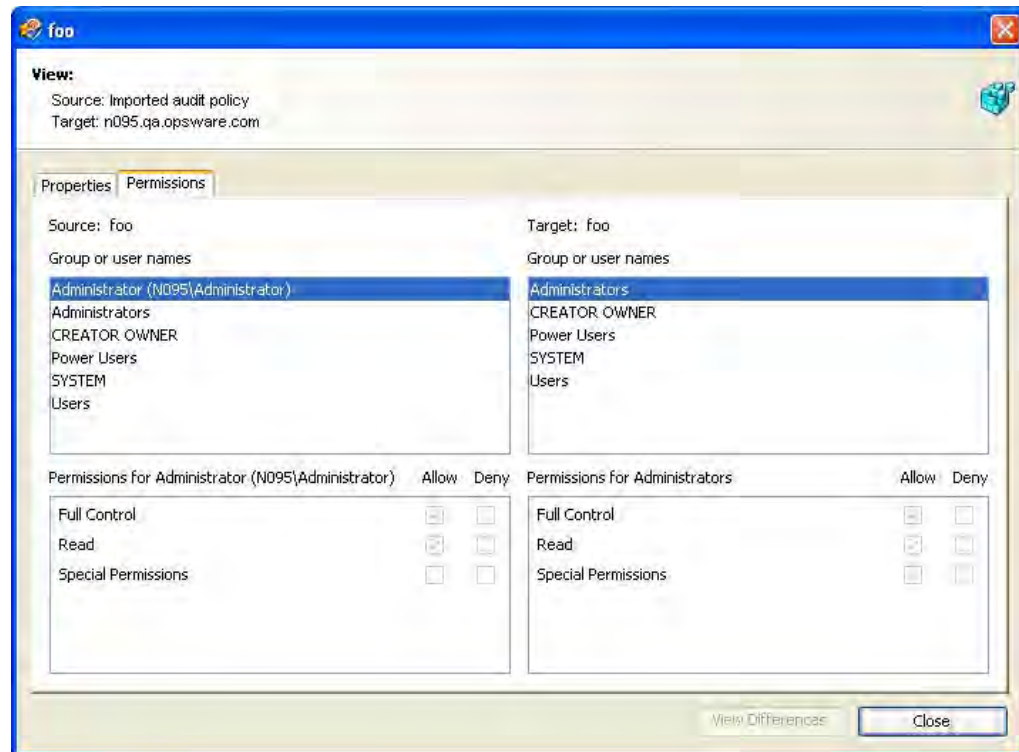 foo
View:
Source: Imported audit policy
Target: n095.qa.opsware.com
Properties Permissions
Source: foo
Group or user names
Administrator (N095\Administrator)
Administrators
CREATOR OWNER
Power Users
SYSTEM
Users
Target: foo
Group or user names
Administrators
CREATOR OWNER
Power Users
SYSTEM
Users
Permissions for Administrator (N095\Administrator) Allow Deny
Full Control
Read
Special Permissions
Permissions for Administrators Allow Deny
Full Control
Read
Special Permissions
View Differences Close